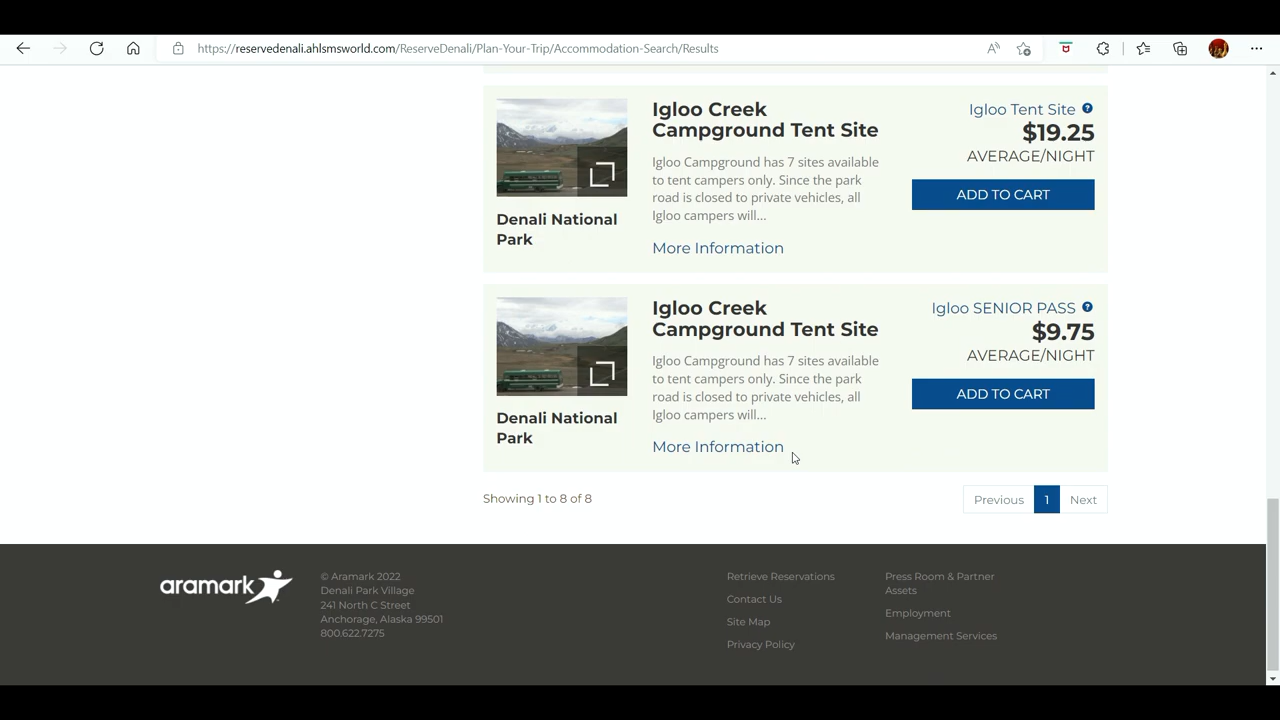 https://reservedenali.ahlsmsworld.com/ReserveDenali/Plan-Your-Trip/Accommodation-Search/Results
Igloo Creek
Campground Tent Site
Igloo Campground has 7 sites available
to tent campers only. Since the park
road is closed to private vehicles, all
Igloo campers will...
More Information
Denali National
Park
Igloo Tent Site
$19.25
AVERAGE/NIGHT
ADD TO CART
Igloo Creek
Campground Tent Site
Igloo Campground has 7 sites available
to tent campers only. Since the park
road is closed to private vehicles, all
Igloo campers will...
More Information
Denali National
Park
Igloo SENIOR PASS
$9.75
AVERAGE/NIGHT
ADD TO CART
Showing 1 to 8 of 8
Previous 1 Next
aramark
© Aramark 2022
Denali Park Village
241 North C Street
Anchorage, Alaska 99501
800.622.7275
Retrieve Reservations
Contact Us
Site Map
Privacy Policy
Press Room & Partner
Assets
Employment
Management Services